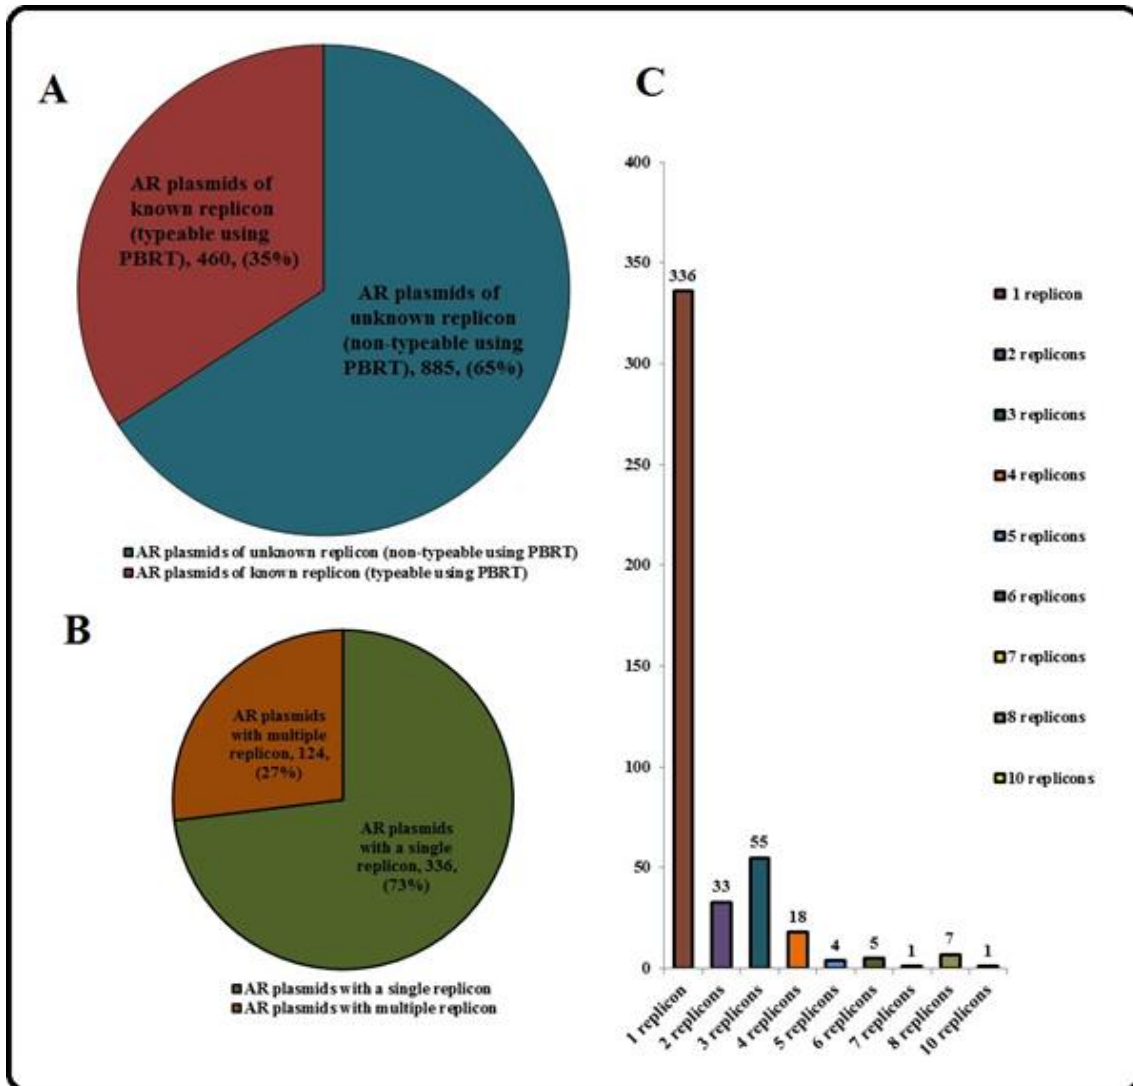 A
AR plasmids of
known replicon
(typeable using
PBRT), 460, (35%)
AR plasmids of
unknown replicon
(non-typeable using
PBRT), 885, (65%)
AR plasmids of unknown replicon (non-typeable using PBRT)
AR plasmids of known replicon (typeable using PBRT)
B
AR plasmids
with multiple
replicon, 124,
(27%)
AR plasmids
with a single
replicon, 336,
(73%)
AR plasmids with a single replicon
AR plasmids with multiple replicon
C
400
350
300
250
200
150
100
50
0
336
33
55
18
4
5
1
7
1
1 replicon
2 replicons
3 replicons
4 replicons
5 replicons
6 replicons
7 replicons
8 replicons
10 replicons
1 replicon
2 replicons
3 replicons
4 replicons
5 replicons
6 replicons
7 replicons
8 replicons
10 replicons